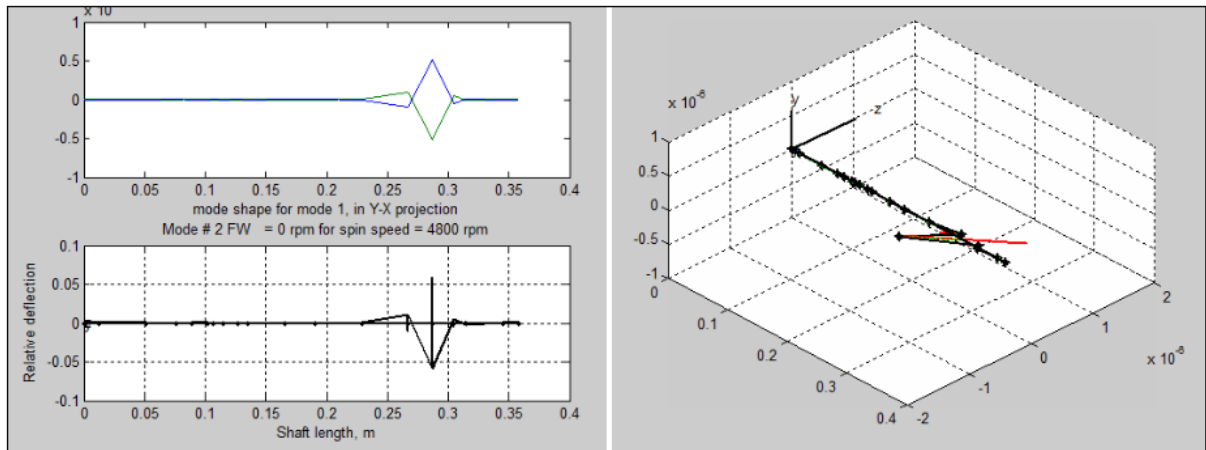 x 10
1
0.5
0
-0.5
-1
0 0.05 0.1 0.15 0.2 0.25 0.3 0.35 0.4
mode shape for mode 1, in Y-X projection
Mode # 2 FW = 0 rpm for spin speed = 4800 rpm
0.1
0.05
0
-0.05
-0.1
Relative deflection
0 0.05 0.1 0.15 0.2 0.25 0.3 0.35 0.4
Shaft length, m
x 10⁻⁶
1
0.5
0
-0.5
-1
y
-z
0
0.1
0.2
0.3
0.4
-2
-1
0
1
2
x 10⁻⁶